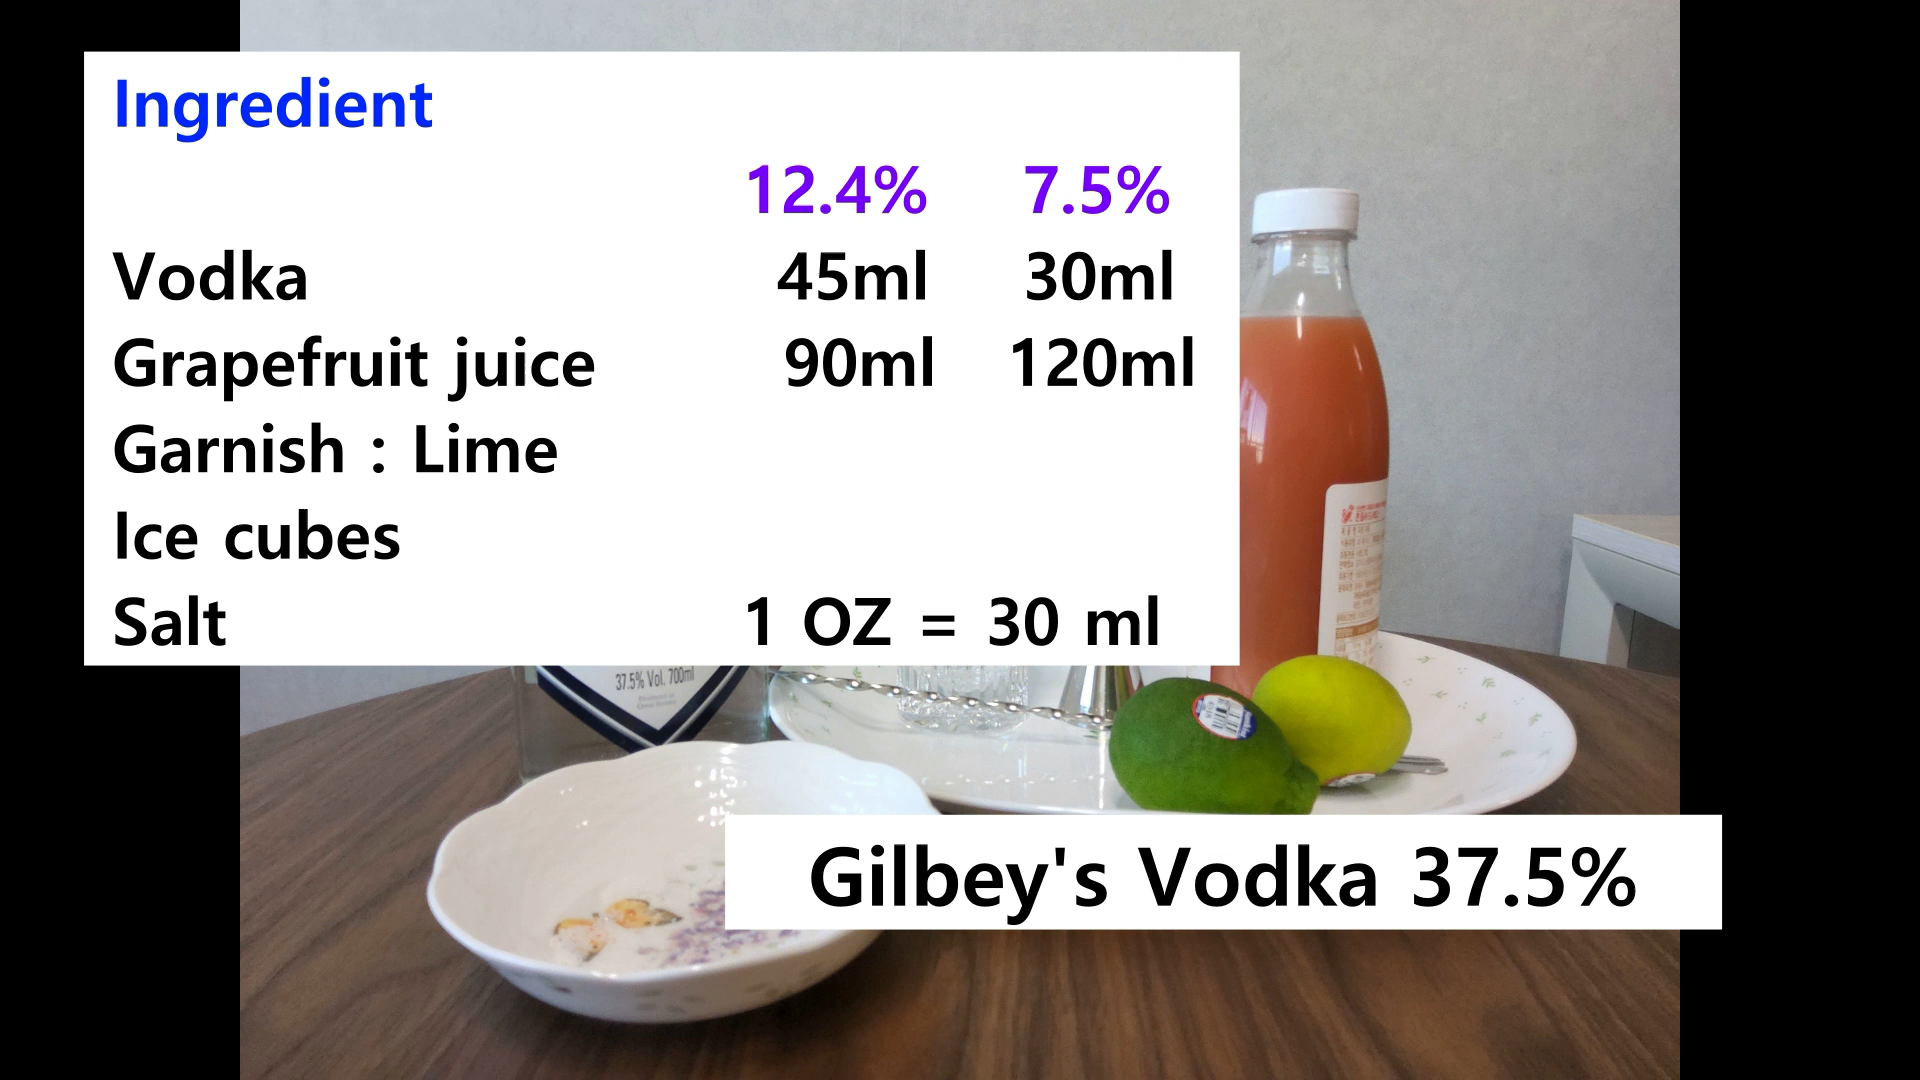 Ingredient
12.4% 7.5%
Vodka 45ml 30ml
Grapefruit juice 90ml 120ml
Garnish : Lime
Ice cubes
Salt 1 OZ = 30 ml
37.5% Vol. 700ml
Gilbey's Vodka 37.5%